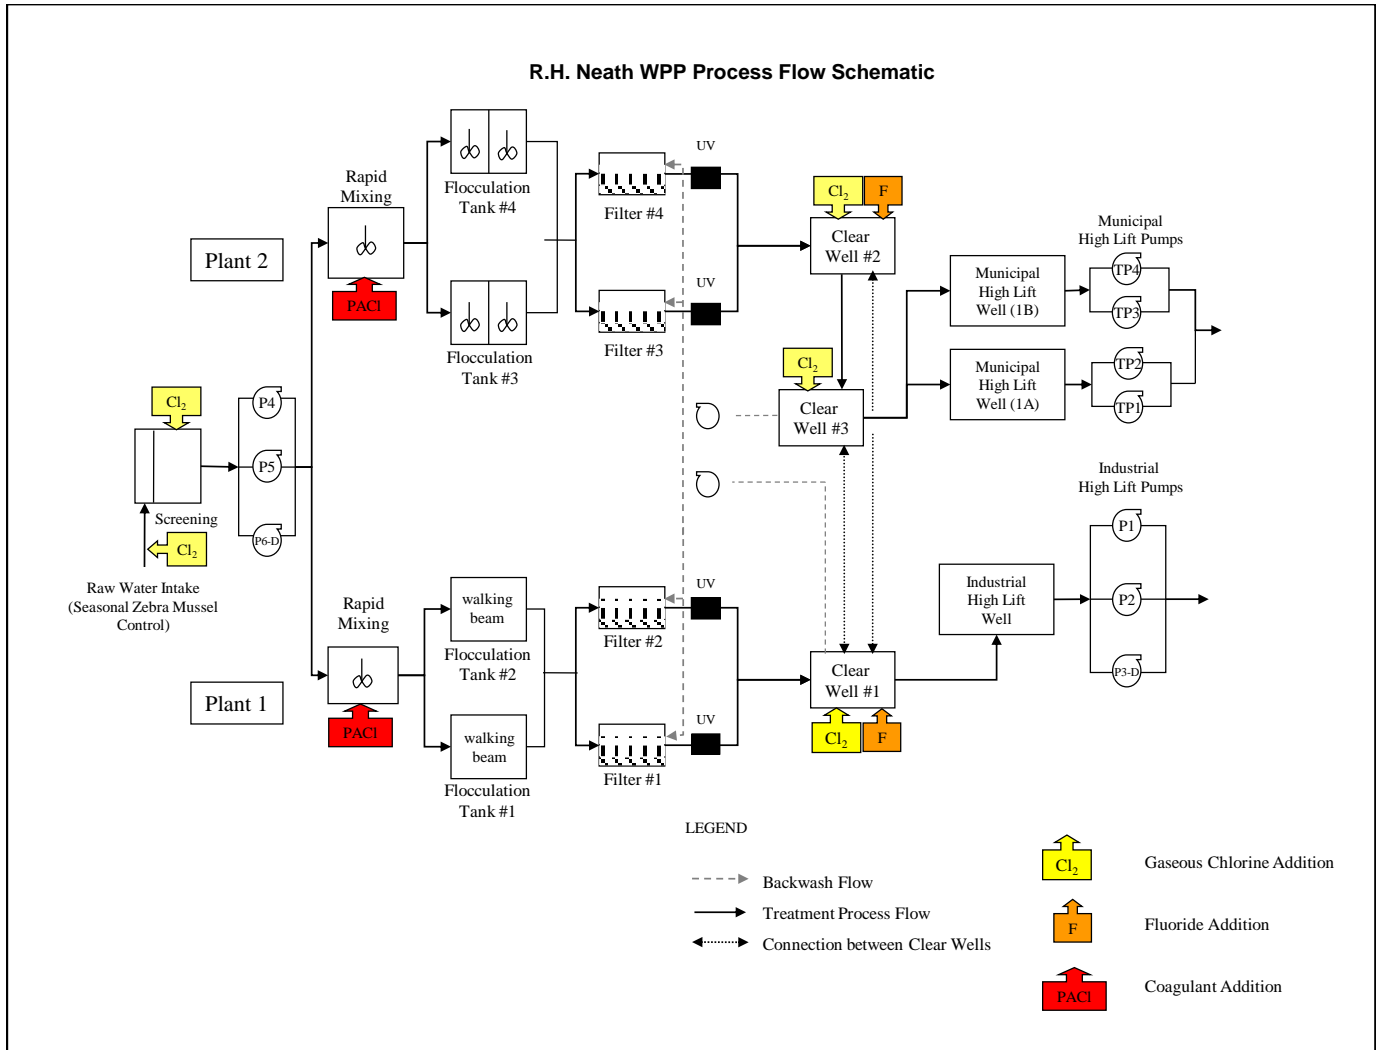 R.H. Neath WPP Process Flow Schematic
UV
Rapid
Mixing
Flocculation
Tank #4
Filter #4
Cl2
F
Clear
Well #2
Municipal
High Lift Pumps
Plant 2
PACl
Municipal
High Lift
Well (1B)
TP4
TP3
UV
Filter #3
Flocculation
Tank #3
Cl2
Clear
Well #3
Municipal
High Lift
Well (1A)
TP2
TP1
Cl2
P4
P5
P6-D
Screening
Cl2
Raw Water Intake
(Seasonal Zebra Mussel
Control)
Industrial
High Lift Pumps
P1
P2
P3-D
Industrial
High Lift
Well
Rapid
Mixing
walking
beam
Flocculation
Tank #2
Filter #2
UV
Clear
Well #1
Plant 1
PACl
walking
beam
Flocculation
Tank #1
Filter #1
UV
Cl2
F
LEGEND
Backwash Flow
Treatment Process Flow
Connection between Clear Wells
Cl2
Gaseous Chlorine Addition
F
Fluoride Addition
PACl
Coagulant Addition